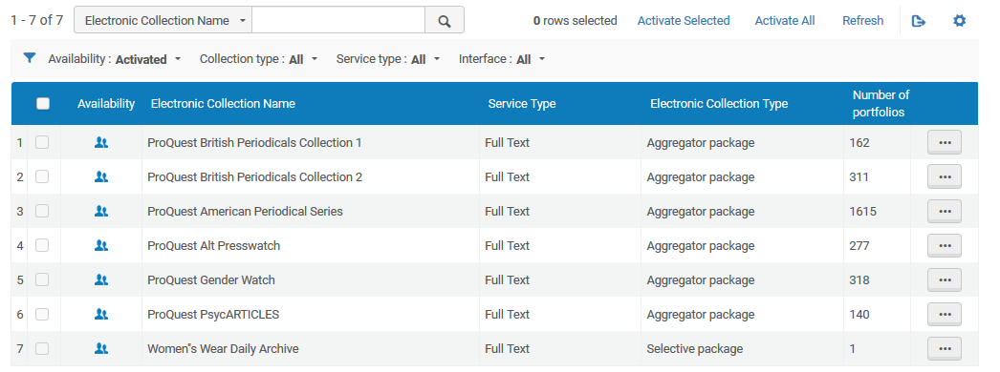 1 - 7 of 7 Electronic Collection Name 0 rows selected Activate Selected Activate All Refresh
Availability : Activated Collection type : All Service type : All Interface : All
Availability Electronic Collection Name Service Type Electronic Collection Type Number of portfolios
1 ProQuest British Periodicals Collection 1 Full Text Aggregator package 162
2 ProQuest British Periodicals Collection 2 Full Text Aggregator package 311
3 ProQuest American Periodical Series Full Text Aggregator package 1615
4 ProQuest Alt Presswatch Full Text Aggregator package 277
5 ProQuest Gender Watch Full Text Aggregator package 318
6 ProQuest PsycARTICLES Full Text Aggregator package 140
7 Women''s Wear Daily Archive Full Text Selective package 1